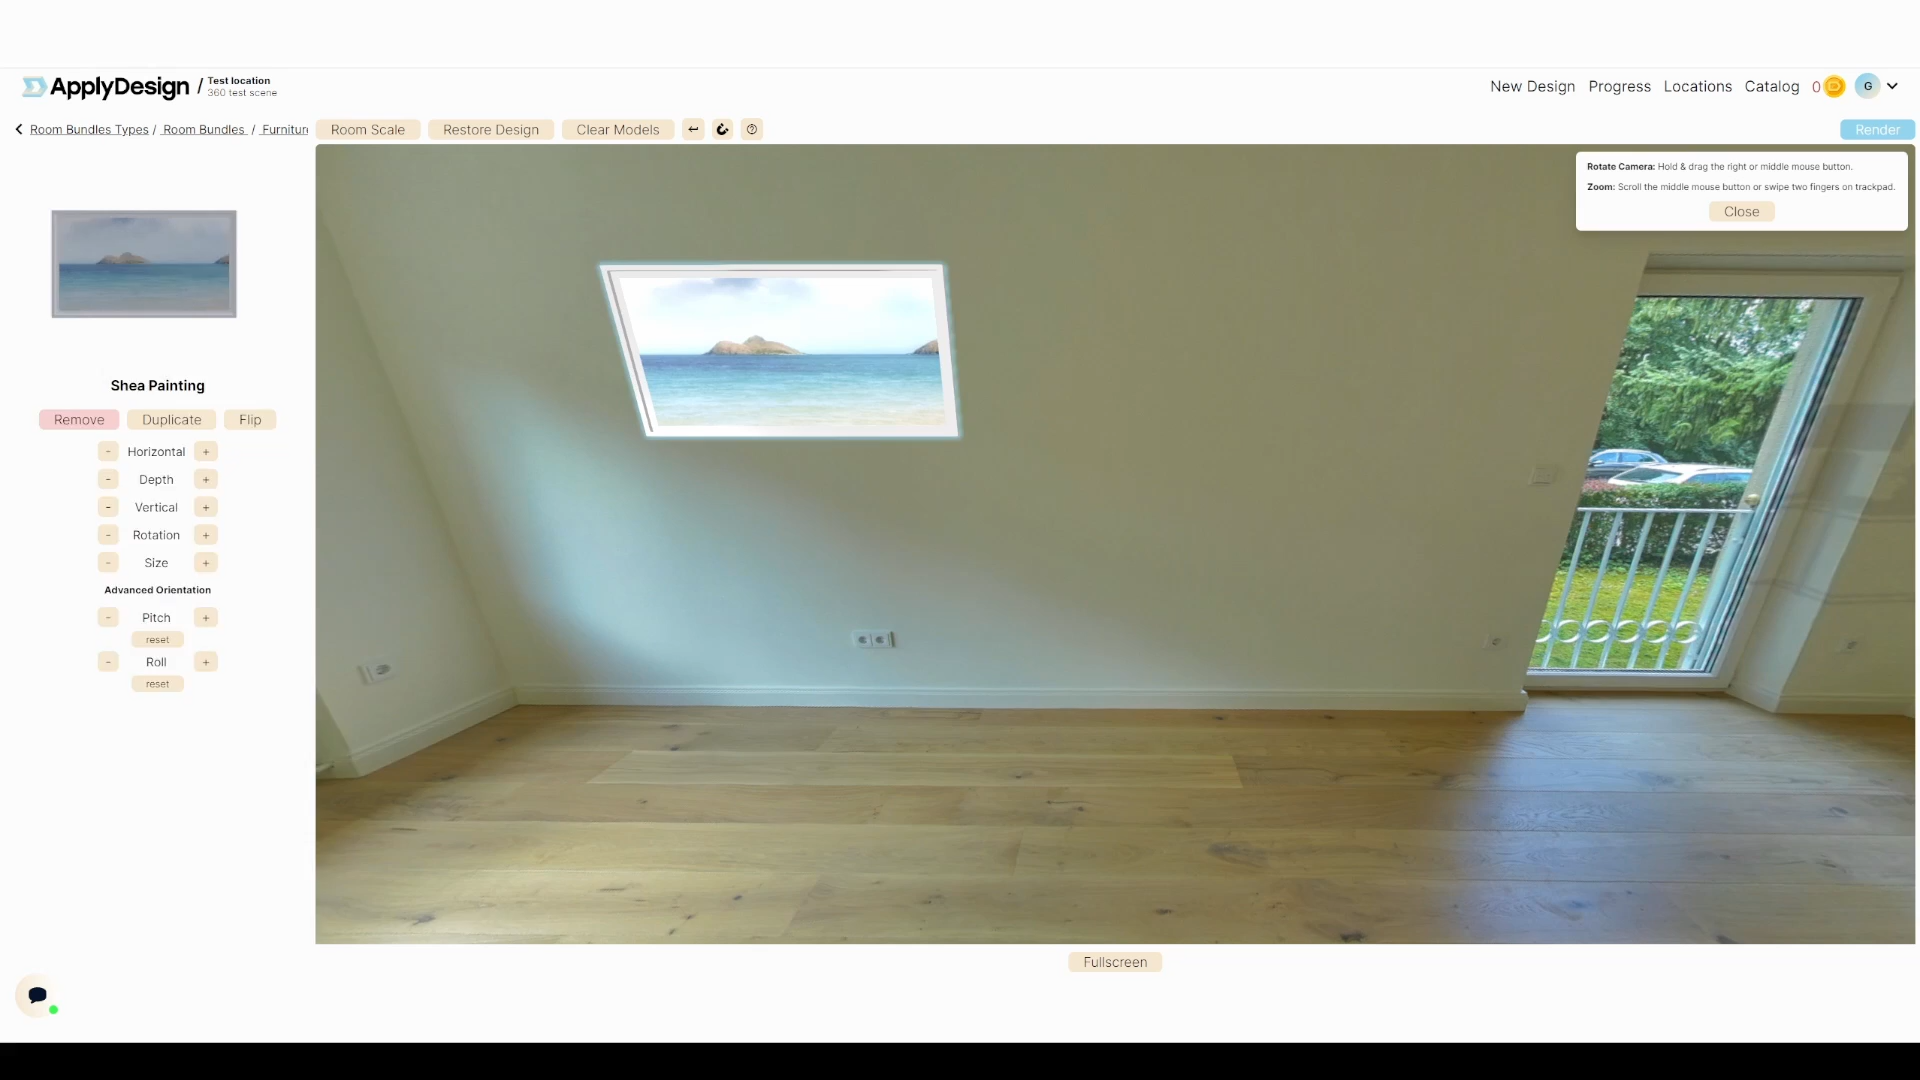 ApplyDesign / Test location
360 test scene
New Design Progress Locations Catalog 0 G
Room Bundles Types / Room Bundles / Furnitur
Room Scale Restore Design Clear Models
Render
Rotate Camera: Hold & drag the right or middle mouse button.
Zoom: Scroll the middle mouse button or swipe two fingers on trackpad.
Close
Shea Painting
Remove Duplicate Flip
- Horizontal +
- Depth +
- Vertical +
- Rotation +
- Size +
Advanced Orientation
- Pitch +
reset
- Roll +
reset
Fullscreen